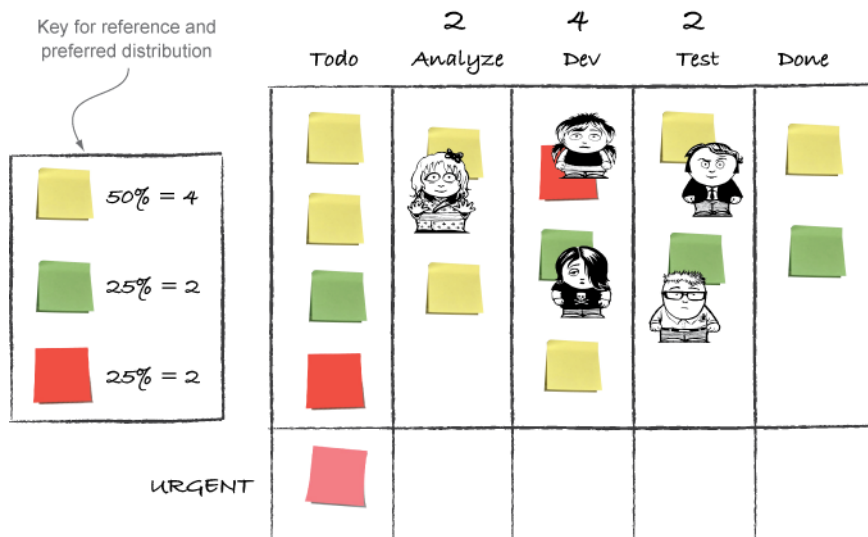 Key for reference and
preferred distribution
2 4 2
Todo Analyze Dev Test Done
50% = 4
25% = 2
25% = 2
URGENT